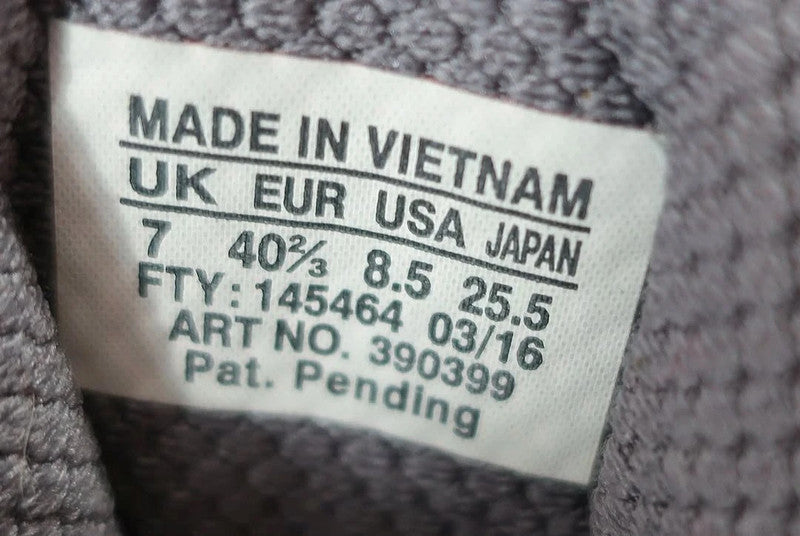 MADE IN VIETNAM
UK EUR USA JAPAN
7 40⅔ 8.5 25.5
FTY: 145464 03/16
ART NO. 390399
Pat. Pending